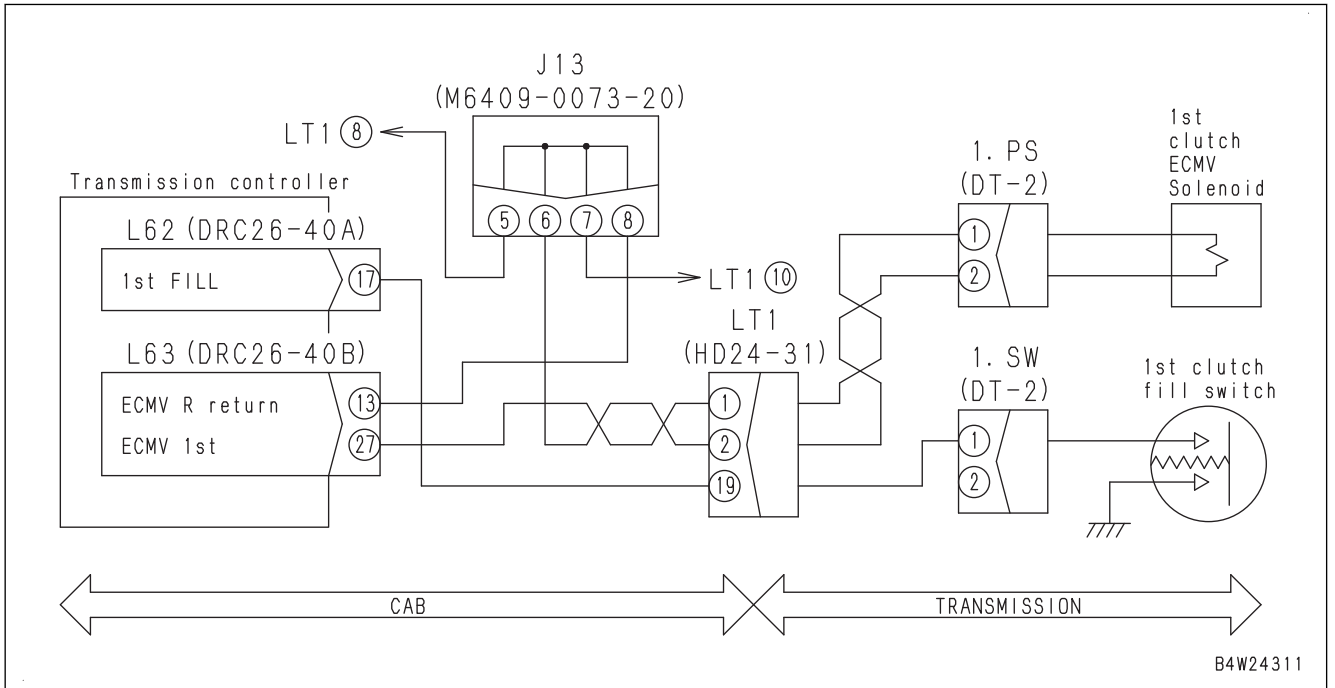 J13
(M6409-0073-20)
LT1 ⑧
⑤ ⑥ ⑦ ⑧
LT1 ⑩
Transmission controller
L62 (DRC26-40A)
1st FILL ⑰
L63 (DRC26-40B)
ECMV R return ⑬
ECMV 1st ㉗
LT1
(HD24-31)
①
②
⑲
1. PS
(DT-2)
①
②
1st
clutch
ECMV
Solenoid
1. SW
(DT-2)
①
②
1st clutch
fill switch
CAB
TRANSMISSION
B4W24311